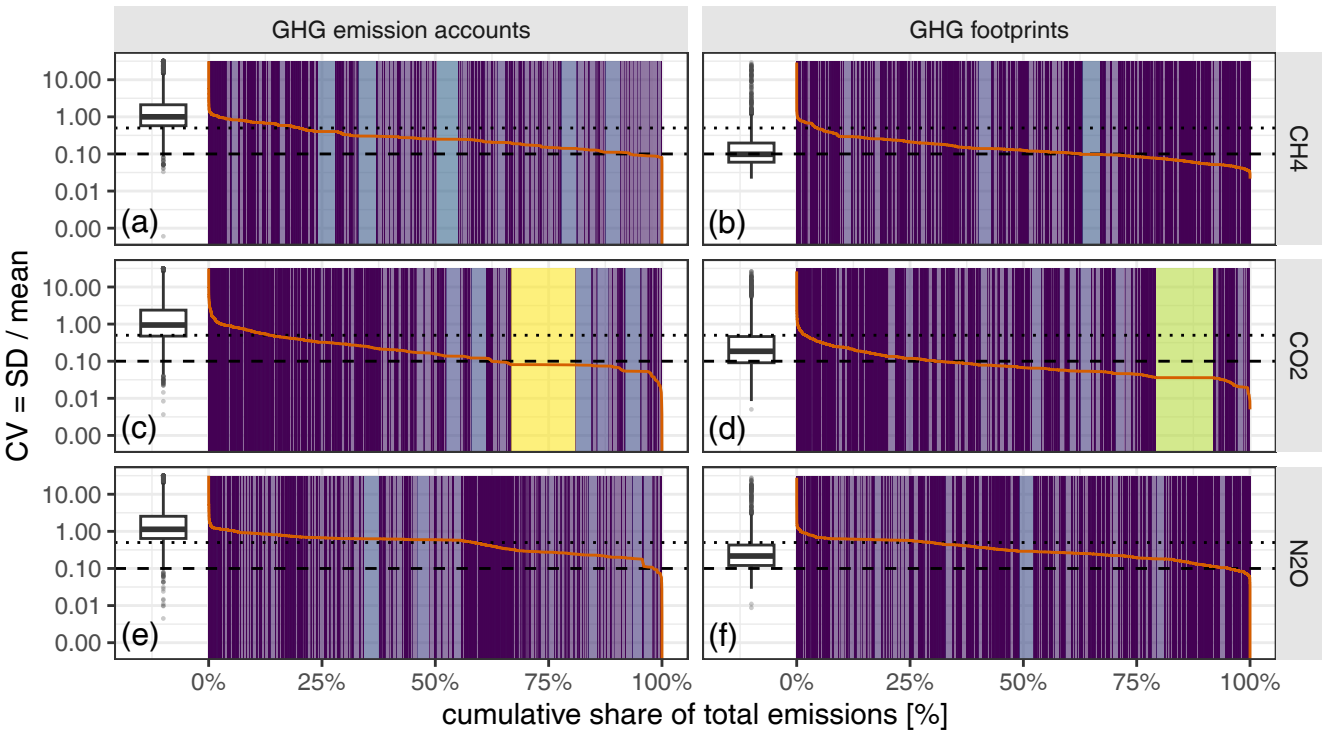 GHG emission accounts
GHG footprints
CV = SD / mean
10.00
1.00
0.10
0.01
0.00
(a)
(b)
CH4
10.00
1.00
0.10
0.01
0.00
(c)
(d)
CO2
10.00
1.00
0.10
0.01
0.00
(e)
(f)
N2O
0% 25% 50% 75% 100%
0% 25% 50% 75% 100%
cumulative share of total emissions [%]